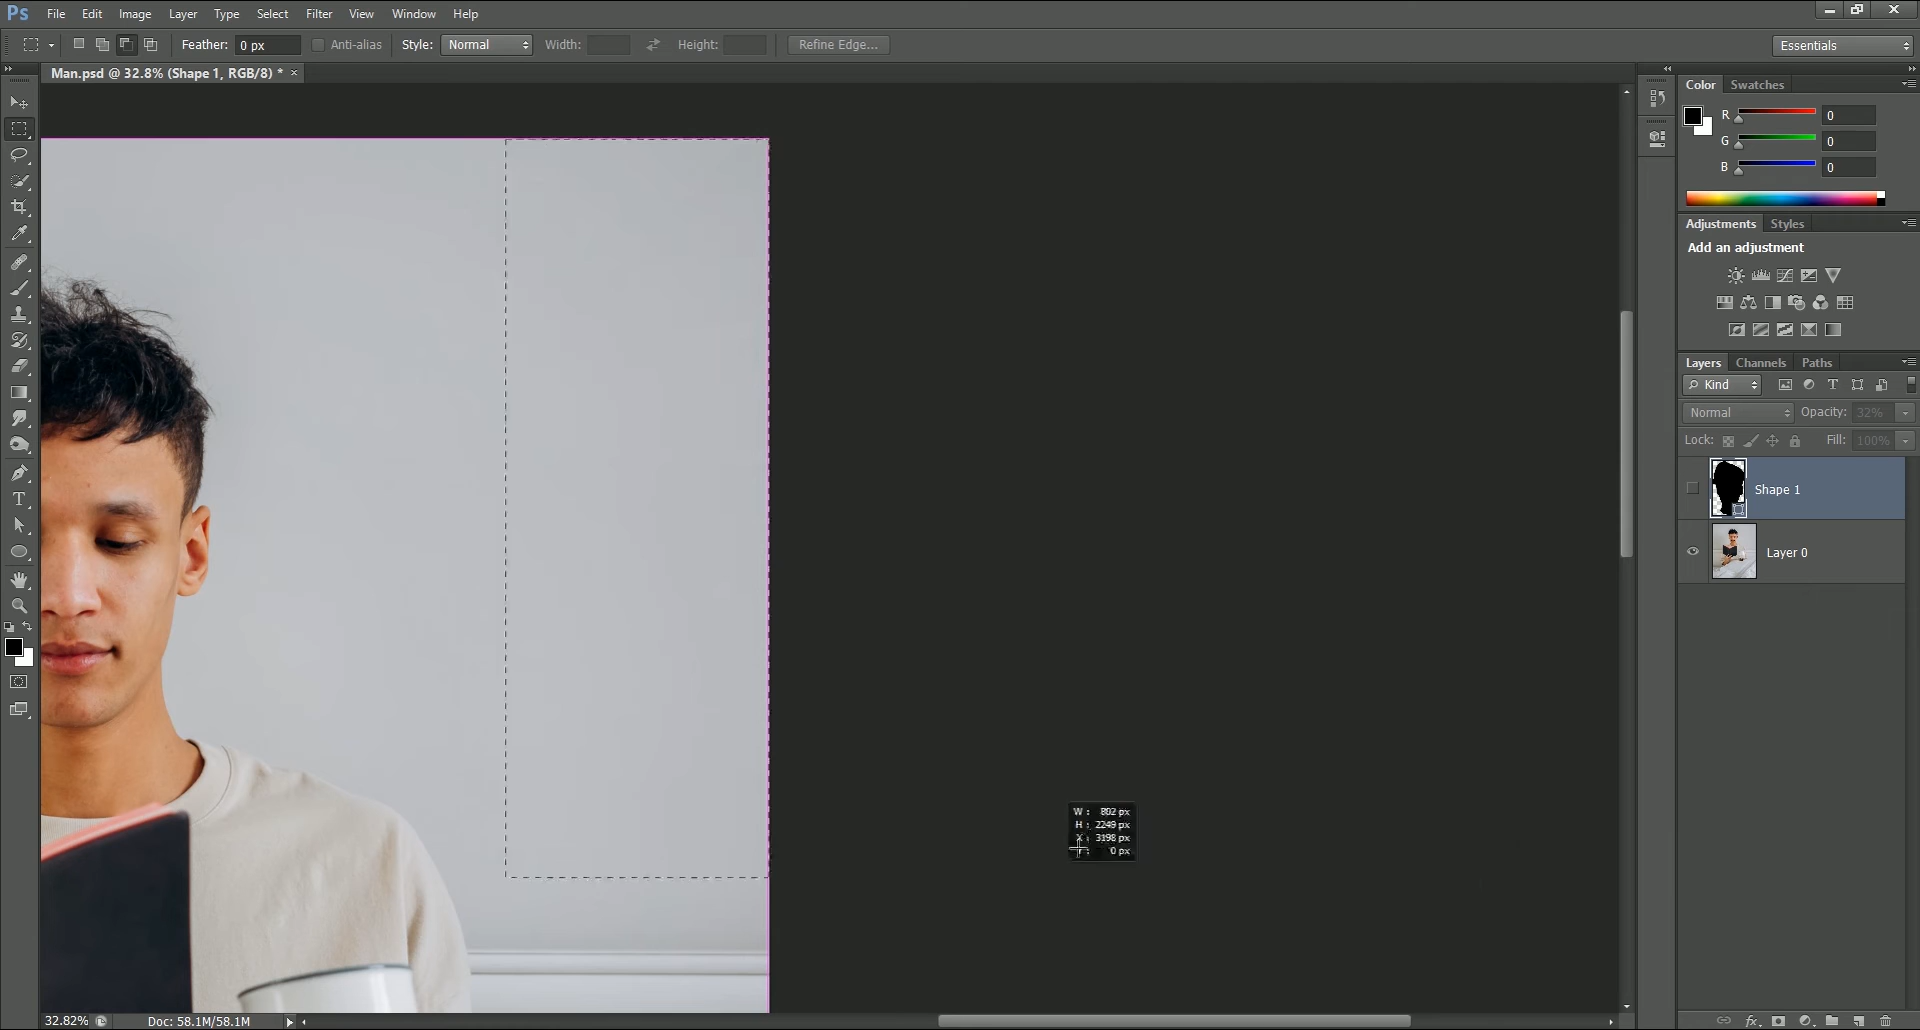 Ps File Edit Image Layer Type Select Filter View Window Help
Feather: 0 px Anti-alias Style: Normal Width: Height: Refine Edge... Essentials
Man.psd @ 32.8% (Shape 1, RGB/8) * ×
Color Swatches
R 0
G 0
B 0
Adjustments Styles
Add an adjustment
Layers Channels Paths
Kind
Normal Opacity: 32%
Lock: Fill: 100%
Shape 1
Layer 0
W : 802 px
H : 2249 px
X : 3198 px
0 px
32.82% Doc: 58.1M/58.1M